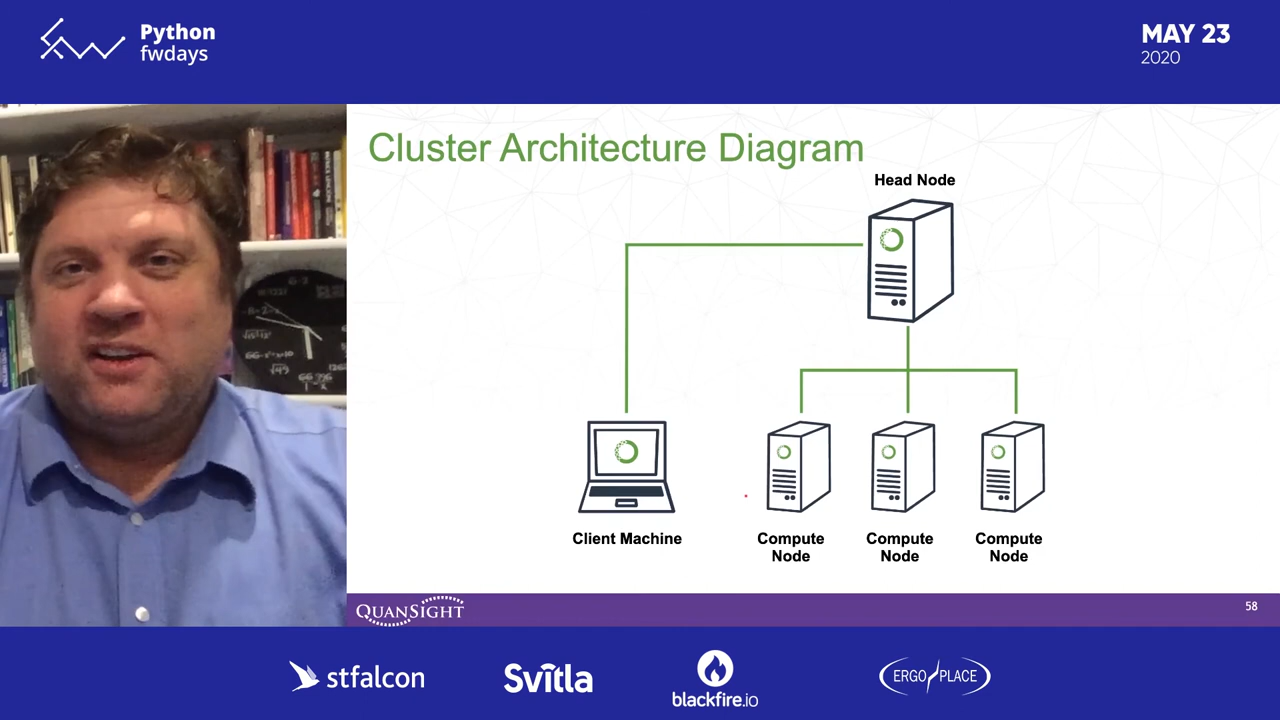 Python
fwdays
MAY 23
2020
Cluster Architecture Diagram
Head Node
Client Machine
Compute
Node
Compute
Node
Compute
Node
QUANSIGHT
58
stfalcon
Svitla
blackfire.io
ERGO PLACE